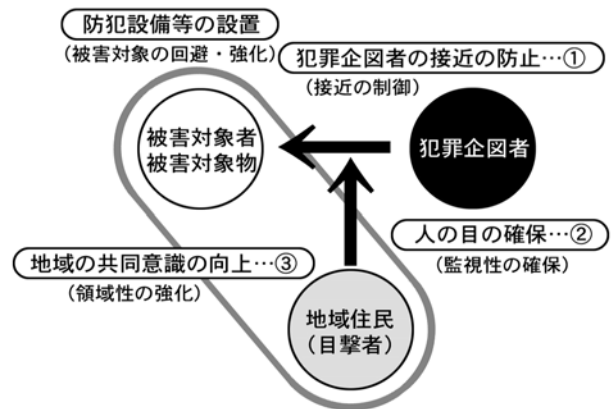 防犯設備等の設置
(被害対象の回避・強化)
犯罪企図者の接近の防止…①
(接近の制御)
被害対象者
被害対象物
犯罪企図者
人の目の確保…②
(監視性の確保)
地域の共同意識の向上…③
(領域性の強化)
地域住民
(目撃者)